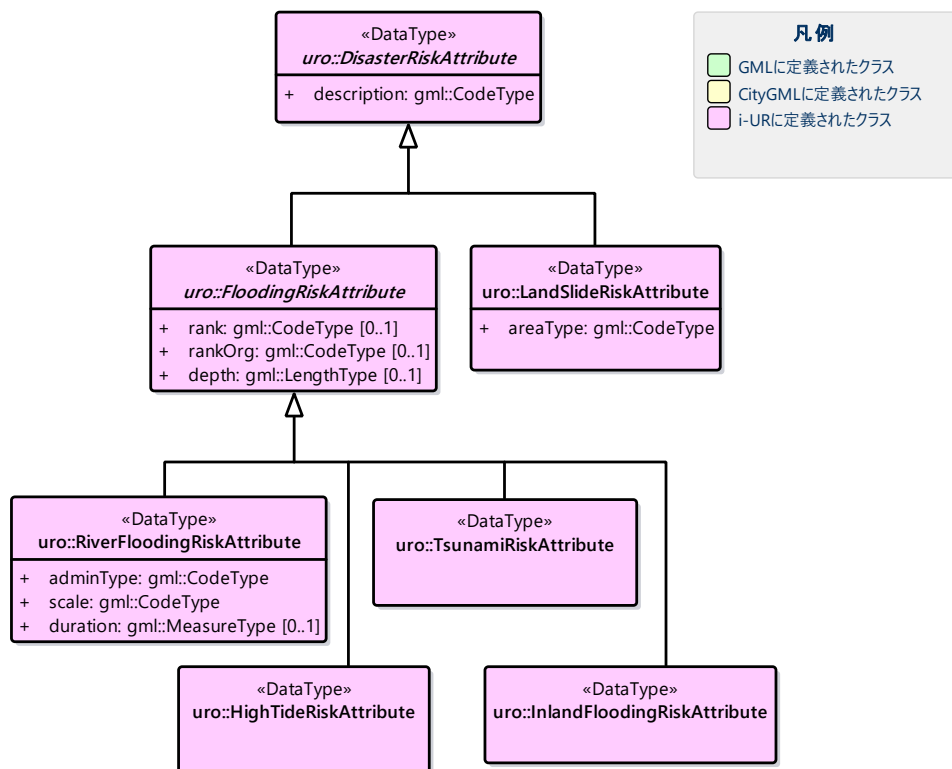 «DataType»
uro::DisasterRiskAttribute
+ description: gml::CodeType
凡例
GMLに定義されたクラス
CityGMLに定義されたクラス
i-URに定義されたクラス
«DataType»
uro::FloodingRiskAttribute
+ rank: gml::CodeType [0..1]
+ rankOrg: gml::CodeType [0..1]
+ depth: gml::LengthType [0..1]
«DataType»
uro::LandSlideRiskAttribute
+ areaType: gml::CodeType
«DataType»
uro::RiverFloodingRiskAttribute
+ adminType: gml::CodeType
+ scale: gml::CodeType
+ duration: gml::MeasureType [0..1]
«DataType»
uro::TsunamiRiskAttribute
«DataType»
uro::HighTideRiskAttribute
«DataType»
uro::InlandFloodingRiskAttribute